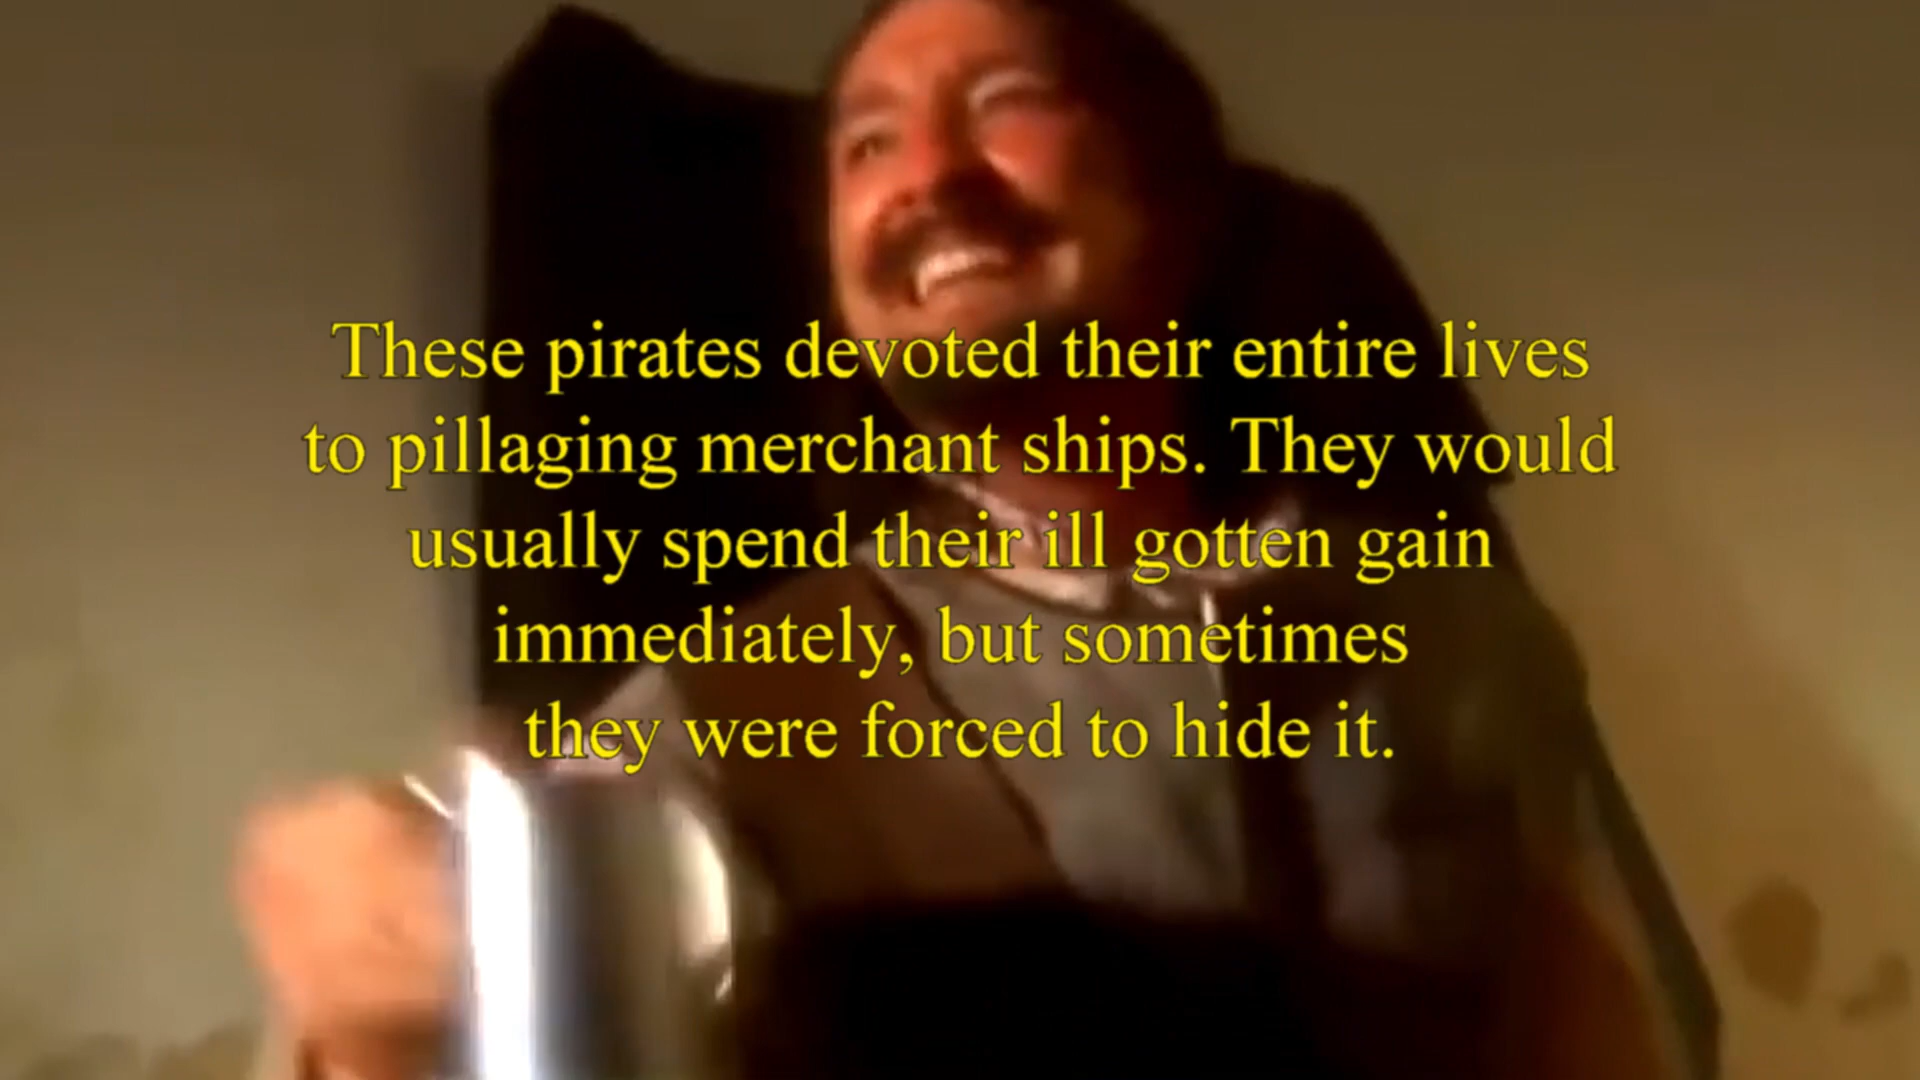 These pirates devoted their entire lives
to pillaging merchant ships. They would
usually spend their ill gotten gain
immediately, but sometimes
they were forced to hide it.